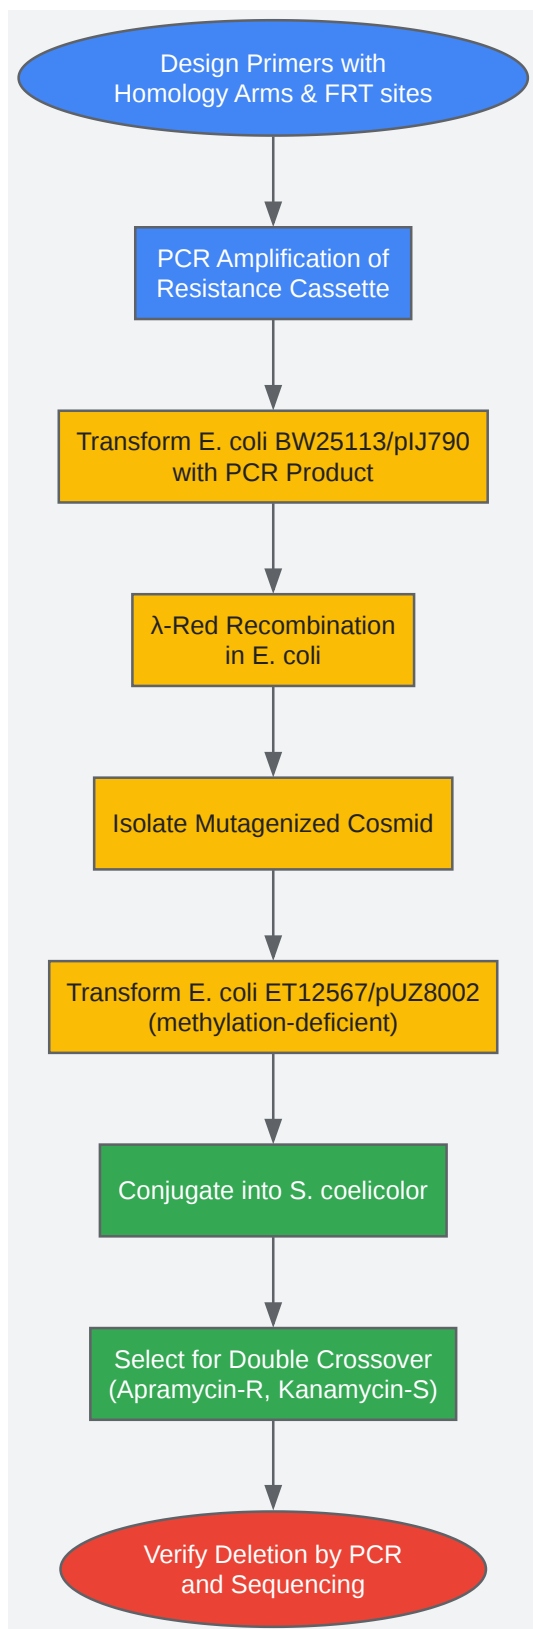 Design Primers with
Homology Arms & FRT sites
PCR Amplification of
Resistance Cassette
Transform E. coli BW25113/pIJ790
with PCR Product
λ-Red Recombination
in E. coli
Isolate Mutagenized Cosmid
Transform E. coli ET12567/pUZ8002
(methylation-deficient)
Conjugate into S. coelicolor
Select for Double Crossover
(Apramycin-R, Kanamycin-S)
Verify Deletion by PCR
and Sequencing